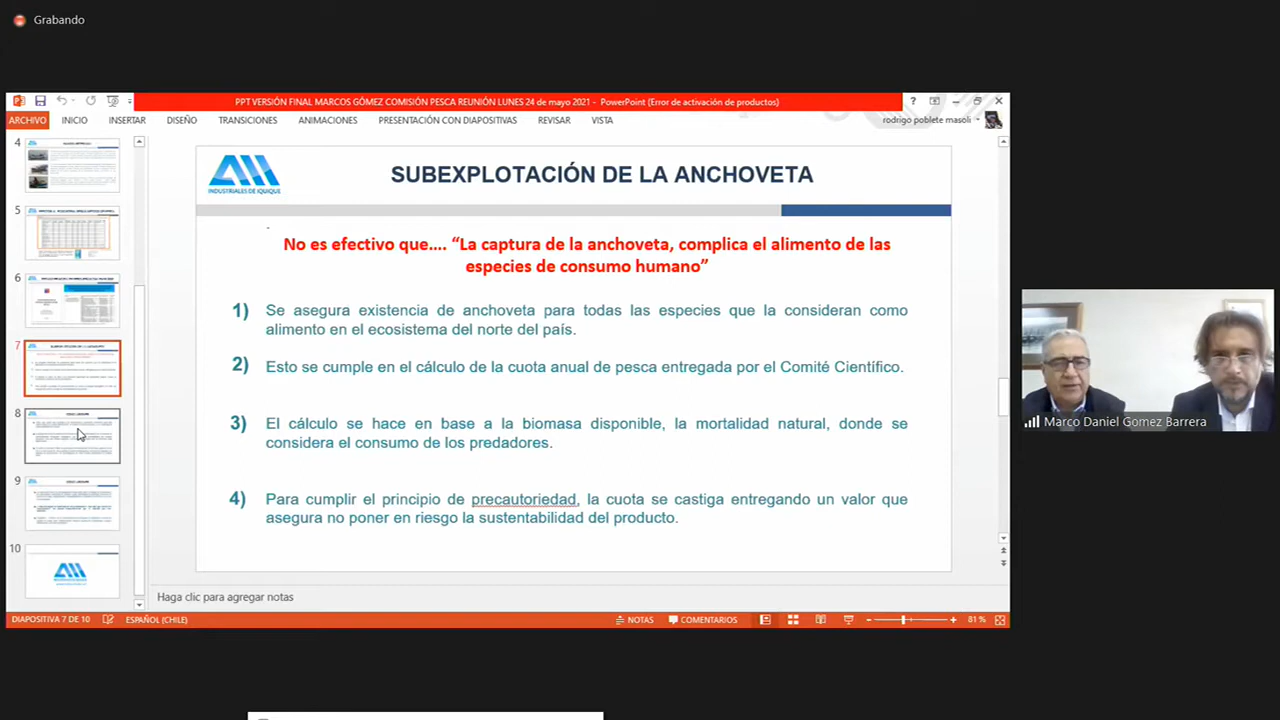 Grabando
PPT VERSIÓN FINAL MARCOS GÓMEZ COMISIÓN PESCA REUNIÓN LUNES 24 de mayo 2021 - PowerPoint (Error de activación de productos)
ARCHIVO INICIO INSERTAR DISEÑO TRANSICIONES ANIMACIONES PRESENTACIÓN CON DIAPOSITIVAS REVISAR VISTA
rodrigo poblete masoli
4
5
6
7
8
9
10
INDUSTRIALES DE IQUIQUE
SUBEXPLOTACIÓN DE LA ANCHOVETA
No es efectivo que.... “La captura de la anchoveta, complica el alimento de las
especies de consumo humano”
1) Se asegura existencia de anchoveta para todas las especies que la consideran como
alimento en el ecosistema del norte del país.
2) Esto se cumple en el cálculo de la cuota anual de pesca entregada por el Comité Científico.
3) El cálculo se hace en base a la biomasa disponible, la mortalidad natural, donde se
considera el consumo de los predadores.
4) Para cumplir el principio de precautoriedad, la cuota se castiga entregando un valor que
asegura no poner en riesgo la sustentabilidad del producto.
Marco Daniel Gomez Barrera
Haga clic para agregar notas
DIAPOSITIVA 7 DE 10 ESPAÑOL (CHILE) NOTAS COMENTARIOS 81 %